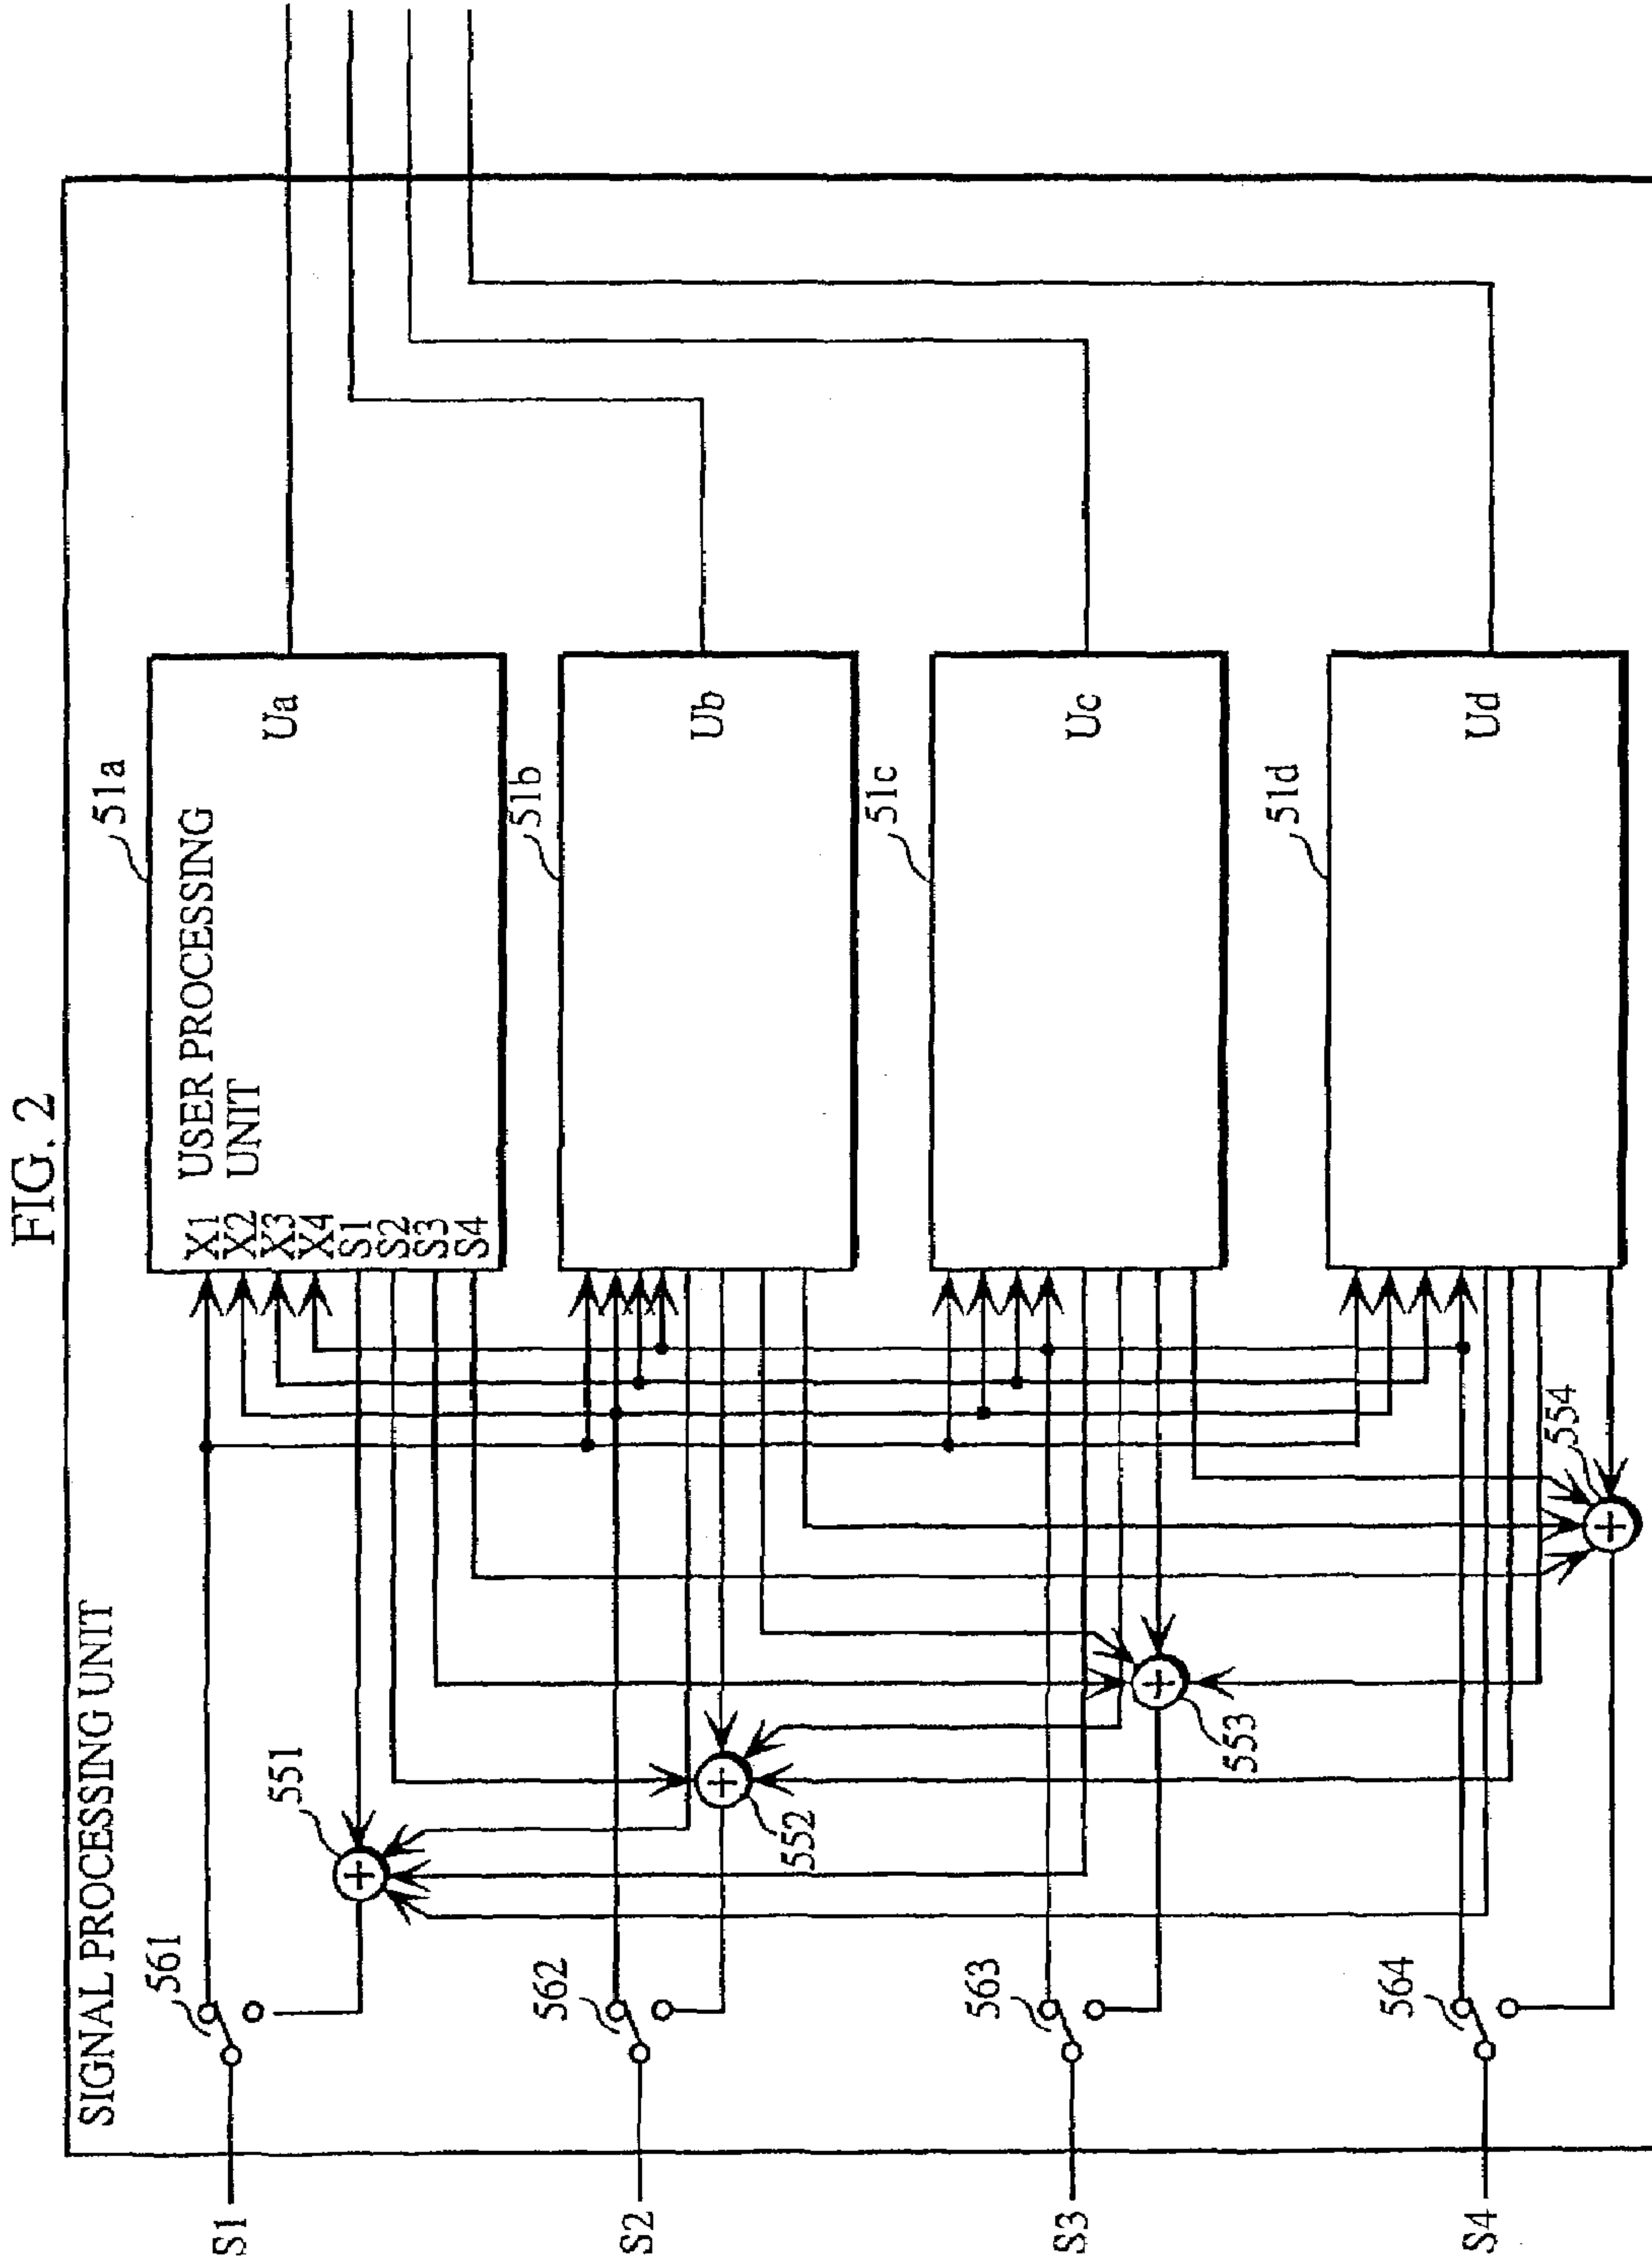 FIG. 2
SIGNAL PROCESSING UNIT
51a
USER PROCESSING
UNIT
Ua
X1
X2
X3
X4
S1
S2
S3
S4
51b
Ub
51c
Uc
51d
Ud
551
552
553
554
561
562
563
564
S1
S2
S3
S4